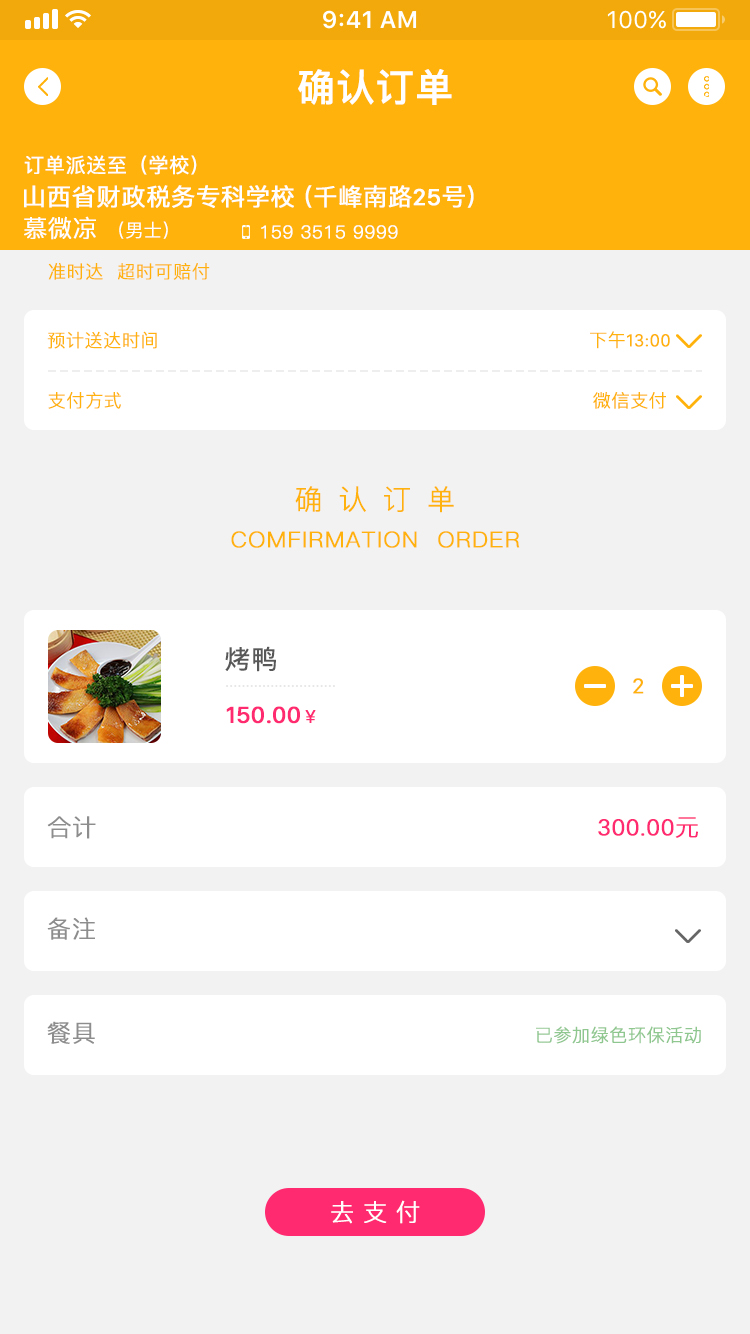 9:41 AM 100%
确认订单
订单派送至（学校）
山西省财政税务专科学校（千峰南路25号）
慕微凉 （男士） 159 3515 9999
准时达 超时可赔付
预计送达时间 下午13:00
支付方式 微信支付
确认订单
COMFIRMATION ORDER
烤鸭
150.00¥
2
合计 300.00元
备注
餐具 已参加绿色环保活动
去支付